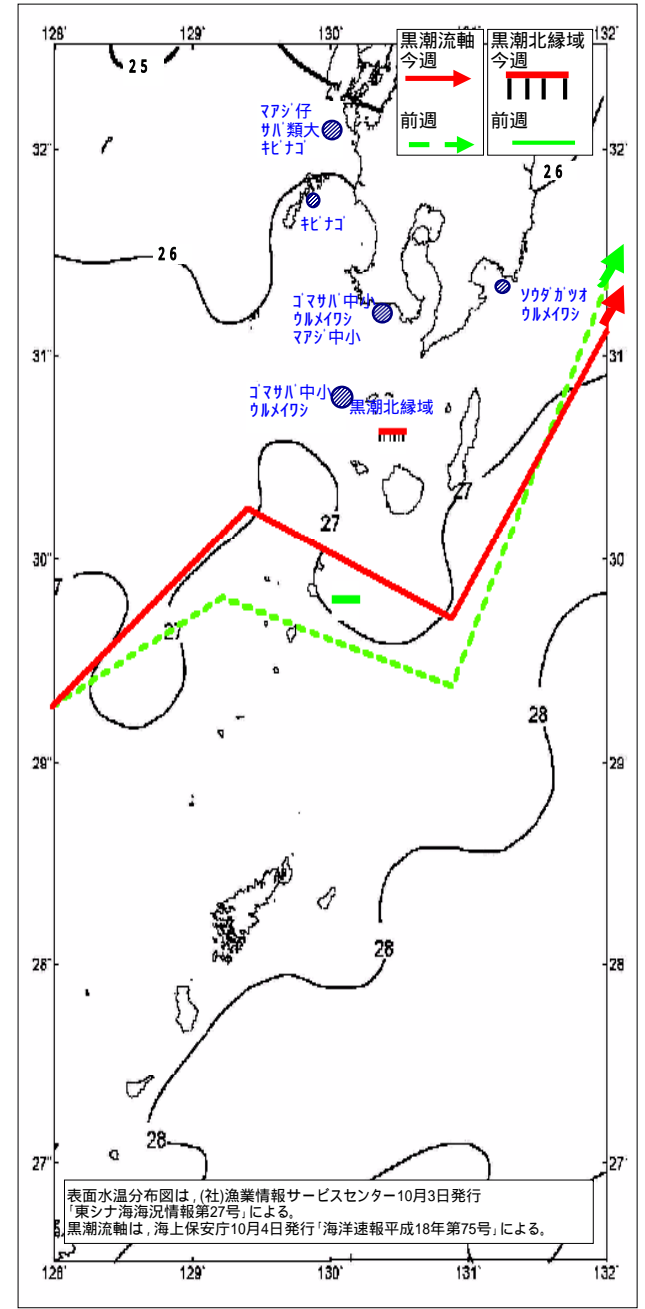 128°
129°
130°
132°
黒潮流軸
今週
前週
黒潮北縁域
今週
前週
25
ﾏｱｼﾞ仔
ｻﾊﾞ類大
ｷﾋﾞﾅｺﾞ
32°
32°
26
ｷﾋﾞﾅｺﾞ
26
ｺﾞﾏｻﾊﾞ中小
ｳﾙﾒｲﾜｼ
ﾏｱｼﾞ中小
ｿｳﾀﾞｶﾞﾂｵ
ｳﾙﾒｲﾜｼ
31°
31°
ｺﾞﾏｻﾊﾞ中小
ｳﾙﾒｲﾜｼ
黒潮北縁域
27
27
30°
30
27
28
29°
29°
28
28°
28°
28
27°
27°
表面水温分布図は，(社)漁業情報サービスセンター10月3日発行
「東シナ海海況情報第27号」による。
黒潮流軸は，海上保安庁10月4日発行「海洋速報平成18年第75号」による。
128°
129°
130°
131°
132°